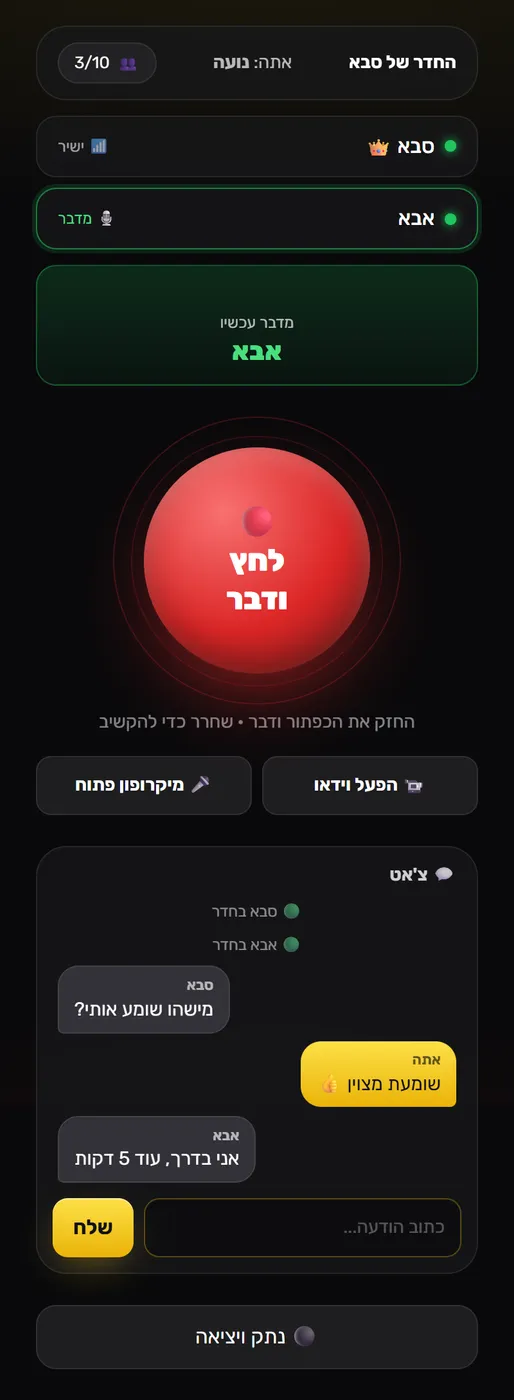 החדר של סבא
אתה: נועה
3/10
סבא
ישיר
אבא
מדבר
מדבר עכשיו
אבא
לחץ
ודבר
החזק את הכפתור ודבר • שחרר כדי להקשיב
הפעל וידאו
מיקרופון פתוח
צ'אט
סבא בחדר
אבא בחדר
סבא
מישהו שומע אותי?
אתה
שומעת מצוין 👍
אבא
אני בדרך, עוד 5 דקות
כתוב הודעה...
שלח
נתק ויציאה